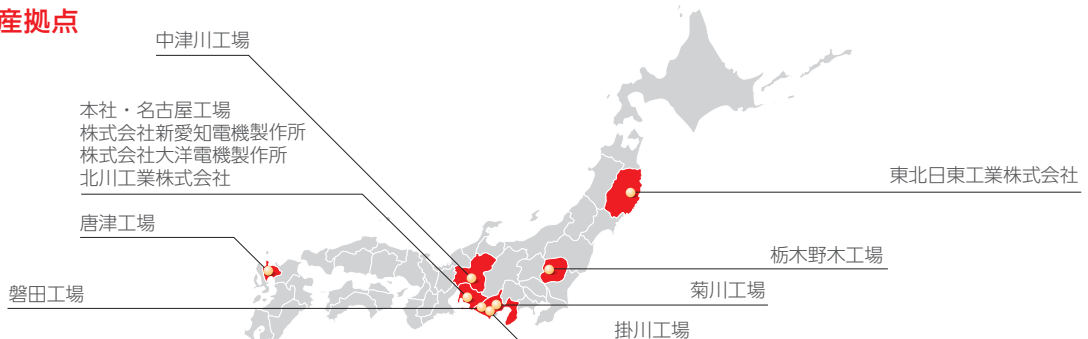 産拠点
中津川工場
本社・名古屋工場
株式会社新愛知電機製作所
株式会社大洋電機製作所
北川工業株式会社
東北日東工業株式会社
唐津工場
栃木野木工場
磐田工場
菊川工場
掛川工場